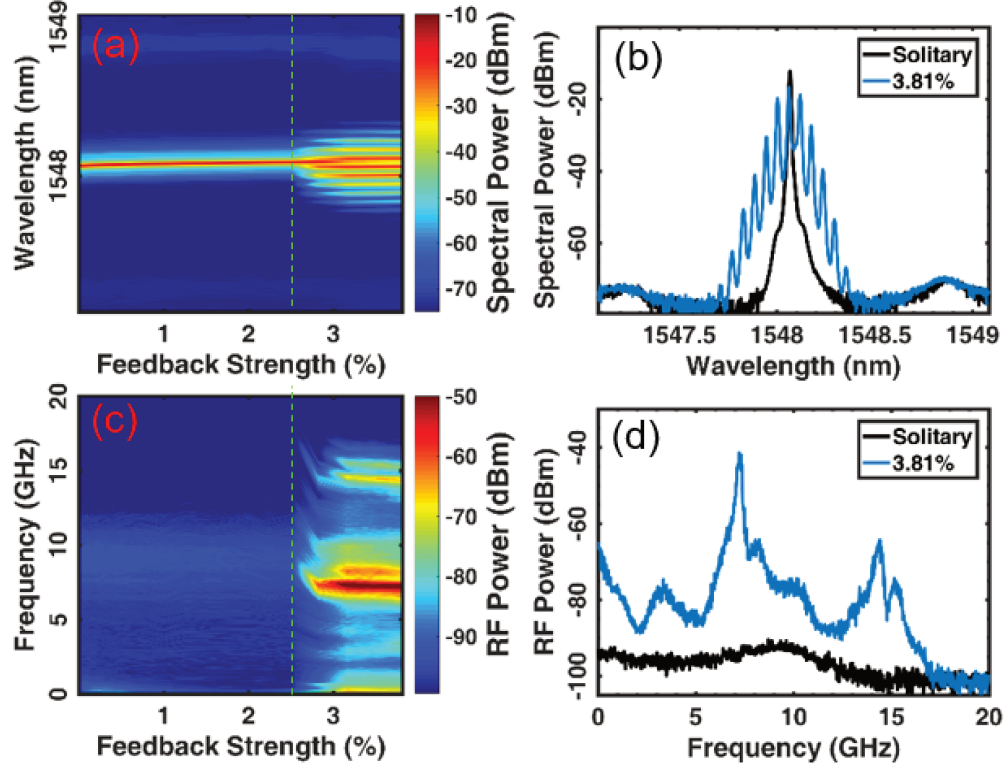 (a)
1549
1548
Wavelength (nm)
1
2
3
Feedback Strength (%)
-10
-20
-30
-40
-50
-60
-70
Spectral Power (dBm)
(b)
Solitary
3.81%
-20
-40
-60
Spectral Power (dBm)
1547.5
1548
1548.5
1549
Wavelength (nm)
(c)
20
15
10
5
0
Frequency (GHz)
1
2
3
Feedback Strength (%)
-50
-60
-70
-80
-90
RF Power (dBm)
(d)
Solitary
3.81%
-40
-60
-80
-100
RF Power (dBm)
0
5
10
15
20
Frequency (GHz)